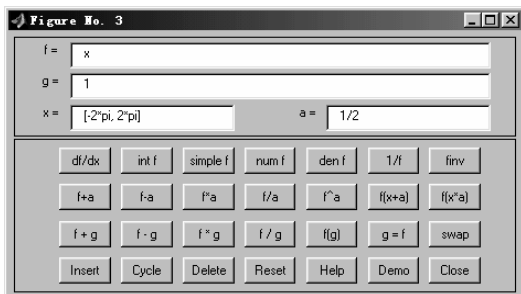 Figure No. 3
f = x
g = 1
x = [-2*pi, 2*pi] a = 1/2
df/dx int f simple f num f den f 1/f finv
f+a f-a f*a f/a f^a f(x+a) f(x*a)
f + g f - g f * g f / g f(g) g = f swap
Insert Cycle Delete Reset Help Demo Close